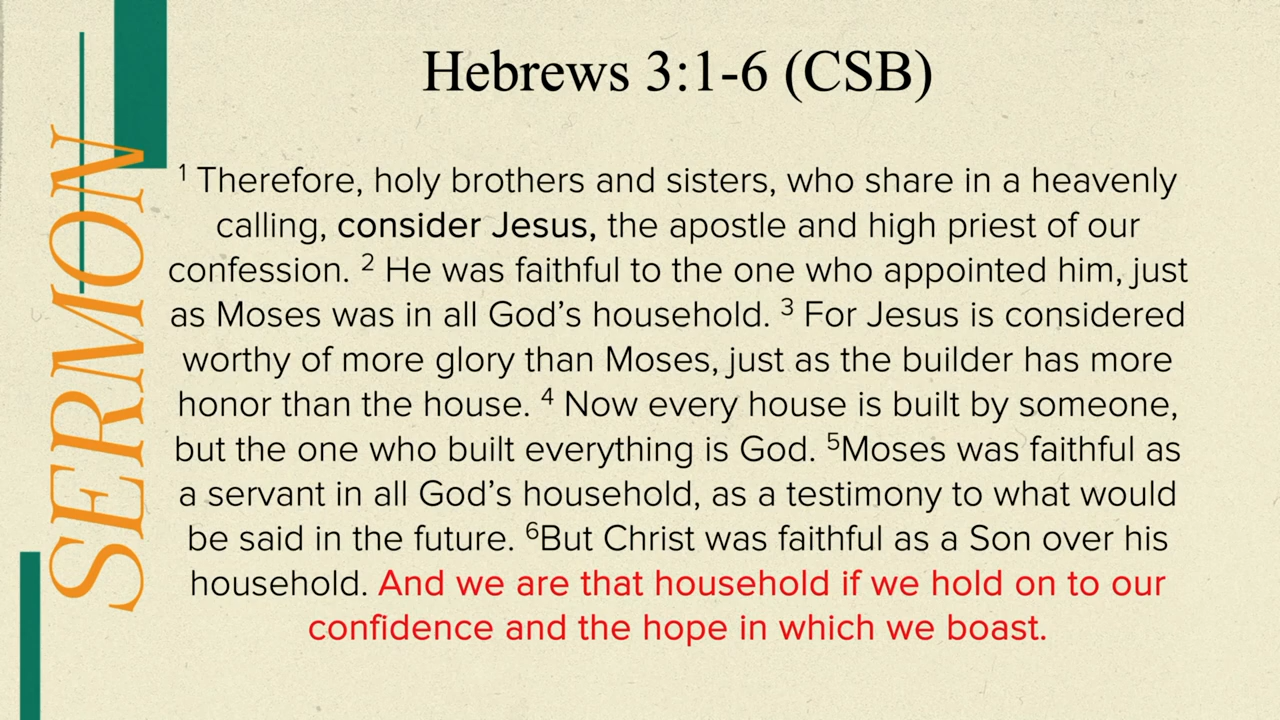 Hebrews 3:1-6 (CSB)
SERMON
¹ Therefore, holy brothers and sisters, who share in a heavenly
calling, consider Jesus, the apostle and high priest of our
confession. ² He was faithful to the one who appointed him, just
as Moses was in all God’s household. ³ For Jesus is considered
worthy of more glory than Moses, just as the builder has more
honor than the house. ⁴ Now every house is built by someone,
but the one who built everything is God. ⁵Moses was faithful as
a servant in all God’s household, as a testimony to what would
be said in the future. ⁶But Christ was faithful as a Son over his
household. And we are that household if we hold on to our
confidence and the hope in which we boast.